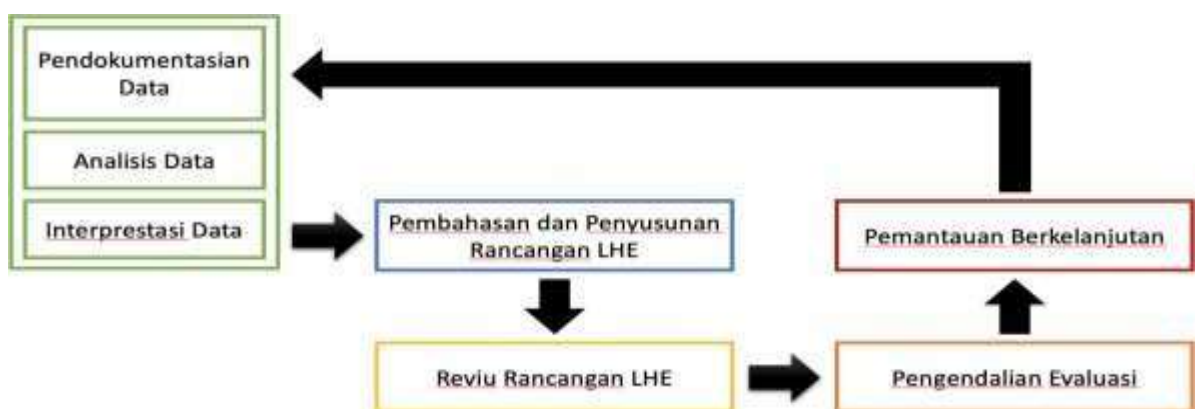 Pendokumentasian
Data
Analisis Data
Interprestasi Data
Pembahasan dan Penyusunan
Rancangan LHE
Reviu Rancangan LHE
Pengendalian Evaluasi
Pemantauan Berkelanjutan